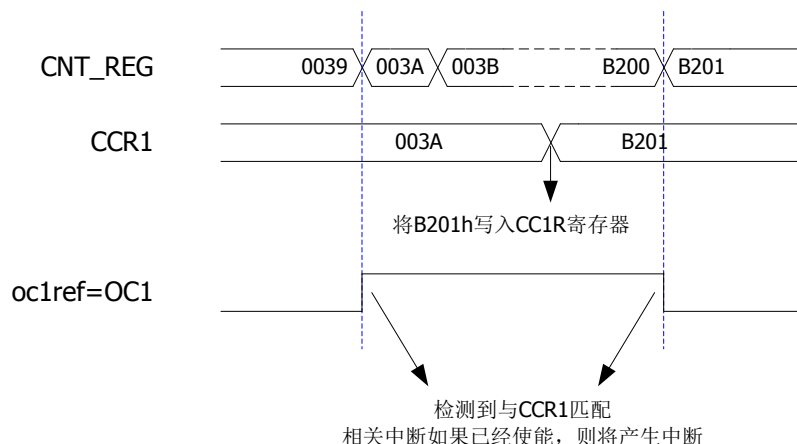 CNT_REG 0039 003A 003B B200 B201
CCR1 003A B201
将B201h写入CC1R寄存器
oc1ref=OC1
检测到与CCR1匹配
相关中断如果已经使能，则将产生中断